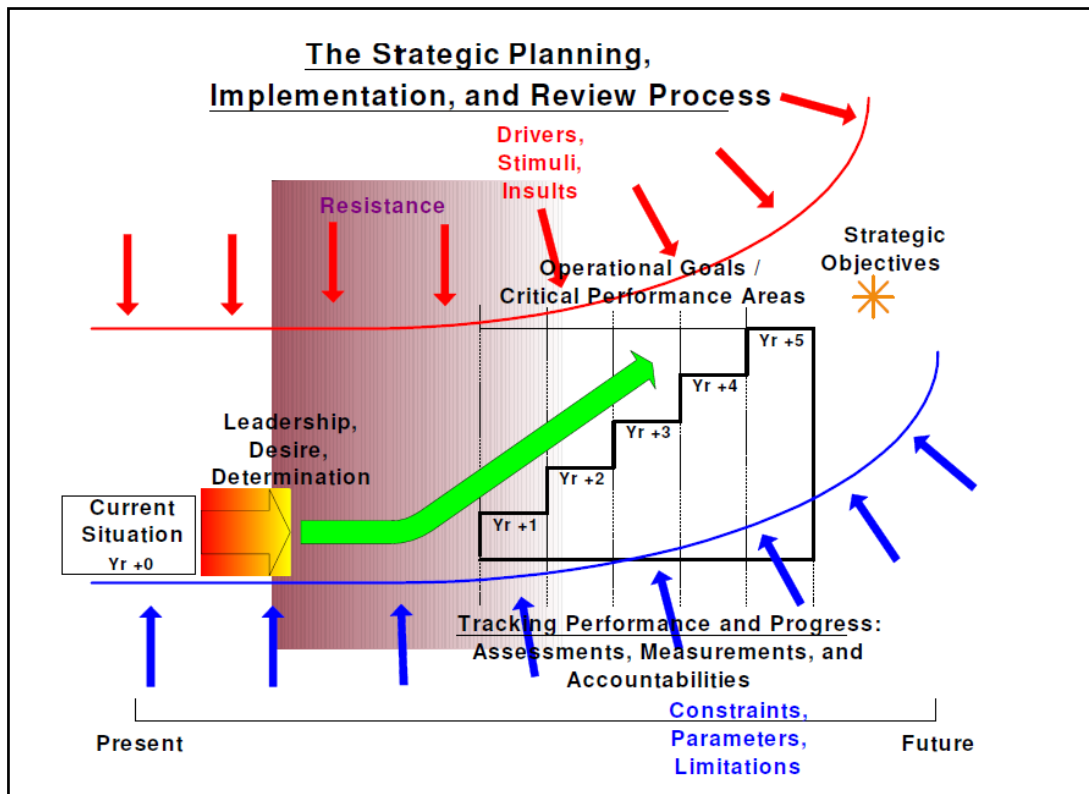 The Strategic Planning,
Implementation, and Review Process
Drivers,
Stimuli,
Insults
Resistance
Strategic
Objectives
Operational Goals /
Critical Performance Areas
Yr +5
Yr +4
Yr +3
Yr +2
Yr +1
Leadership,
Desire,
Determination
Current
Situation
Yr +0
Tracking Performance and Progress:
Assessments, Measurements, and
Accountabilities
Constraints,
Parameters,
Limitations
Present
Future